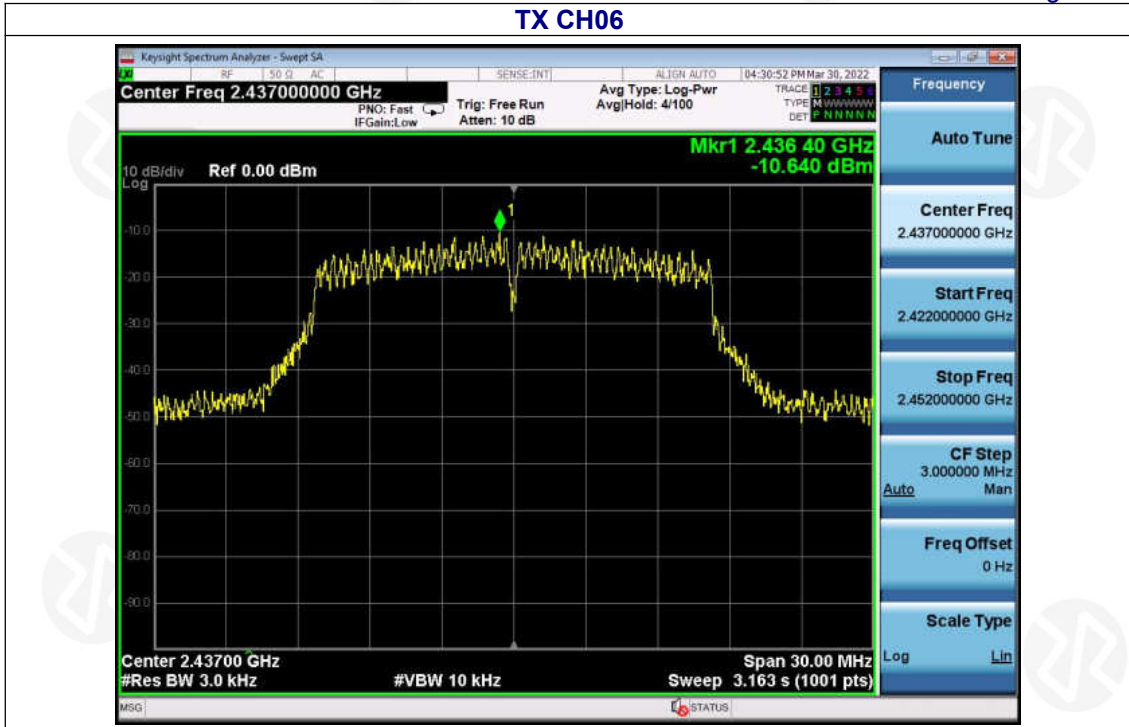 TX CH06
Keysight Spectrum Analyzer - Swept SA
RF 50 Ω AC SENSE:INT ALIGN AUTO 04:30:52 PM Mar 30, 2022
Center Freq 2.437000000 GHz
PNO: Fast
IFGain:Low
Trig: Free Run
Atten: 10 dB
Avg Type: Log-Pwr
Avg|Hold: 4/100
TRACE 1 2 3 4 5 6
TYPE M W W W W W
DET P N N N N N
Mkr1 2.436 40 GHz
-10.640 dBm
10 dB/div Ref 0.00 dBm
Log
1
-10.0
-20.0
-30.0
-40.0
-50.0
-60.0
-70.0
-80.0
-90.0
Center 2.43700 GHz Span 30.00 MHz
#Res BW 3.0 kHz #VBW 10 kHz Sweep 3.163 s (1001 pts)
MSG STATUS
Frequency
Auto Tune
Center Freq
2.437000000 GHz
Start Freq
2.422000000 GHz
Stop Freq
2.452000000 GHz
CF Step
3.000000 MHz
Auto Man
Freq Offset
0 Hz
Scale Type
Log Lin